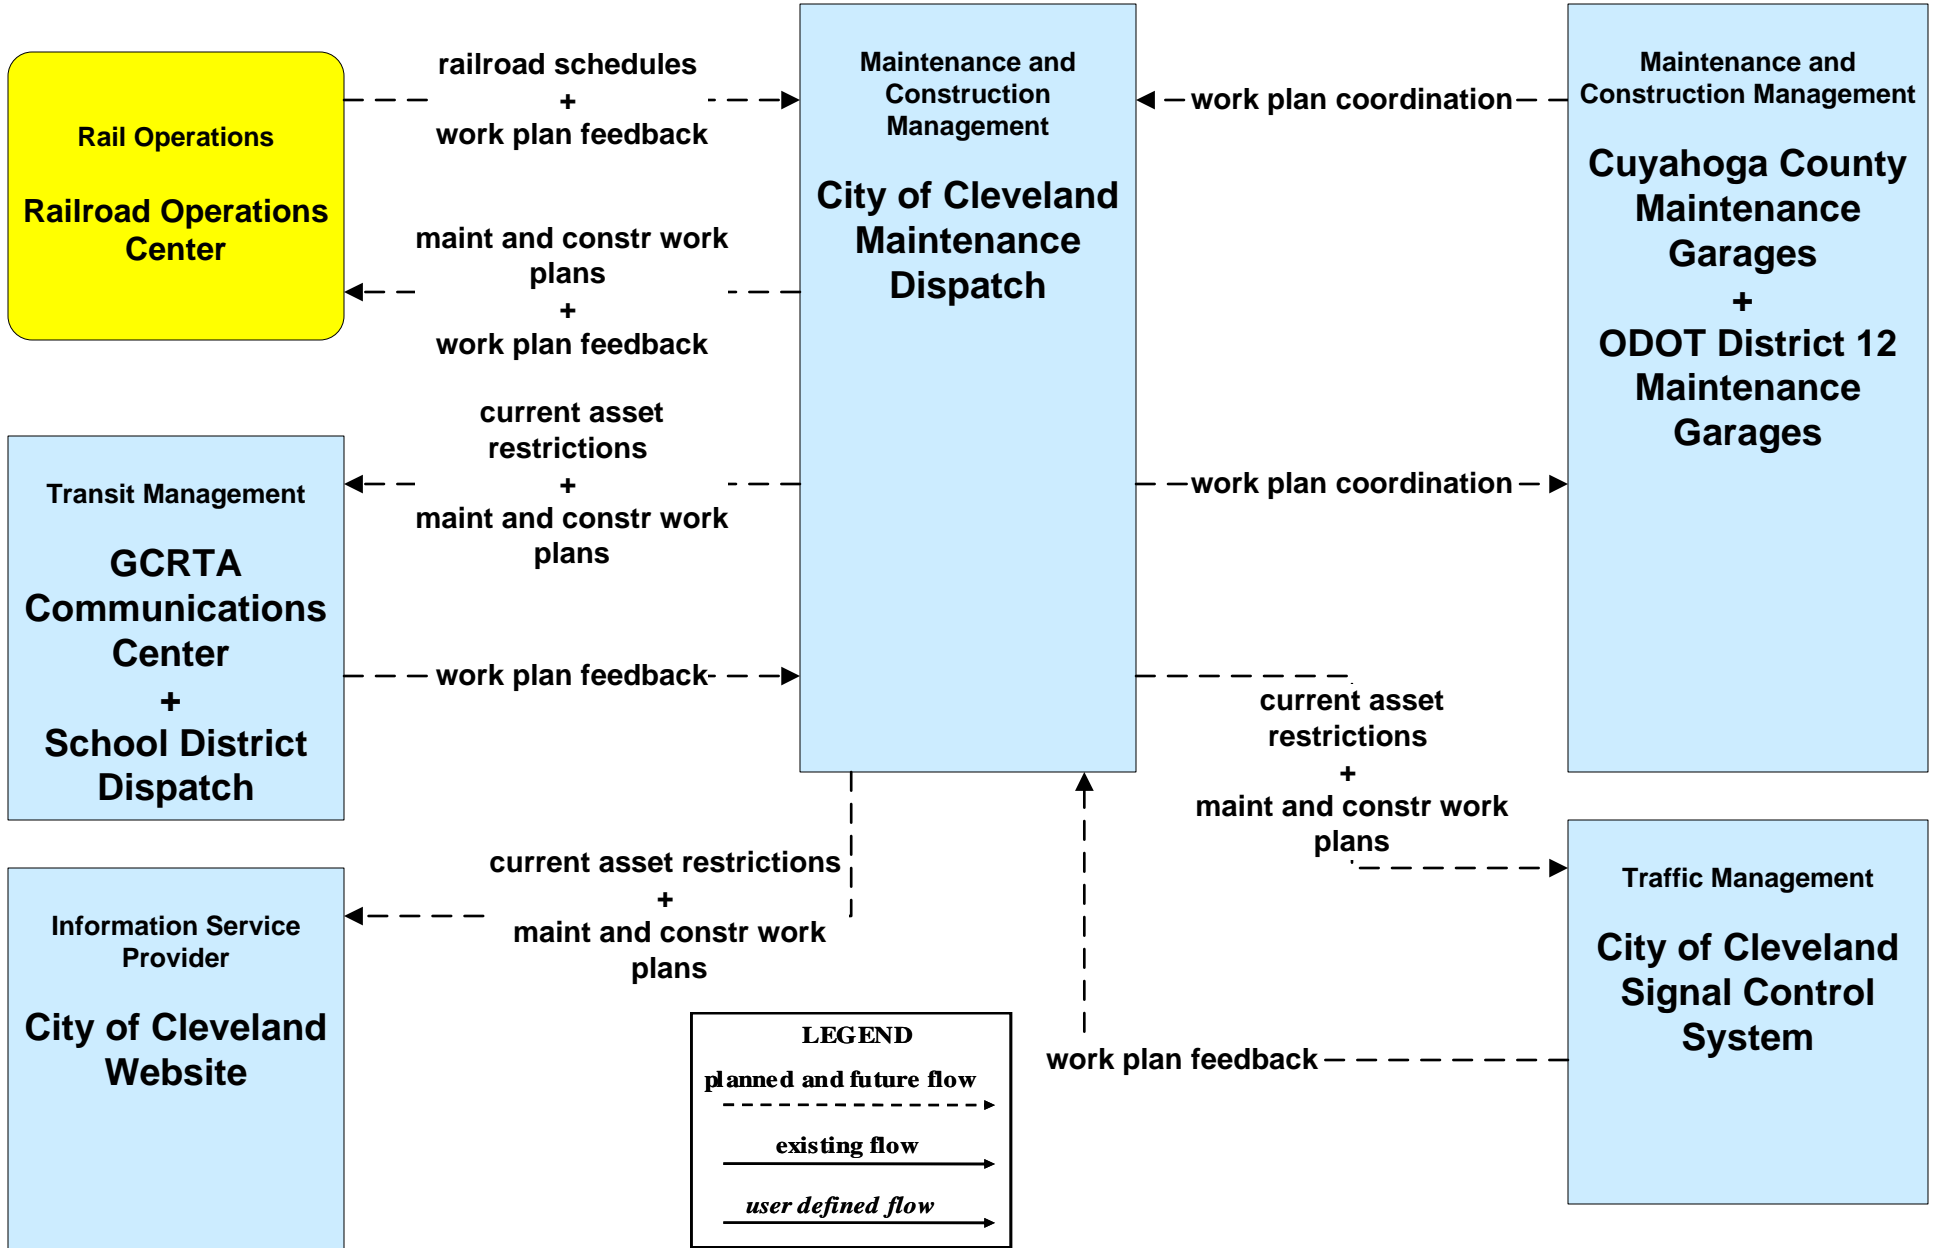 Rail Operations
Railroad Operations
Center
railroad schedules
+
work plan feedback
maint and constr work
plans
+
work plan feedback
Maintenance and
Construction
Management
City of Cleveland
Maintenance
Dispatch
work plan coordination
work plan coordination
Maintenance and
Construction Management
Cuyahoga County
Maintenance
Garages
+
ODOT District 12
Maintenance
Garages
Transit Management
GCRTA
Communications
Center
+
School District
Dispatch
current asset
restrictions
+
maint and constr work
plans
work plan feedback
current asset
restrictions
+
maint and constr work
plans
Information Service
Provider
City of Cleveland
Website
current asset restrictions
+
maint and constr work
plans
Traffic Management
City of Cleveland
Signal Control
System
work plan feedback
LEGEND
planned and future flow
existing flow
user defined flow